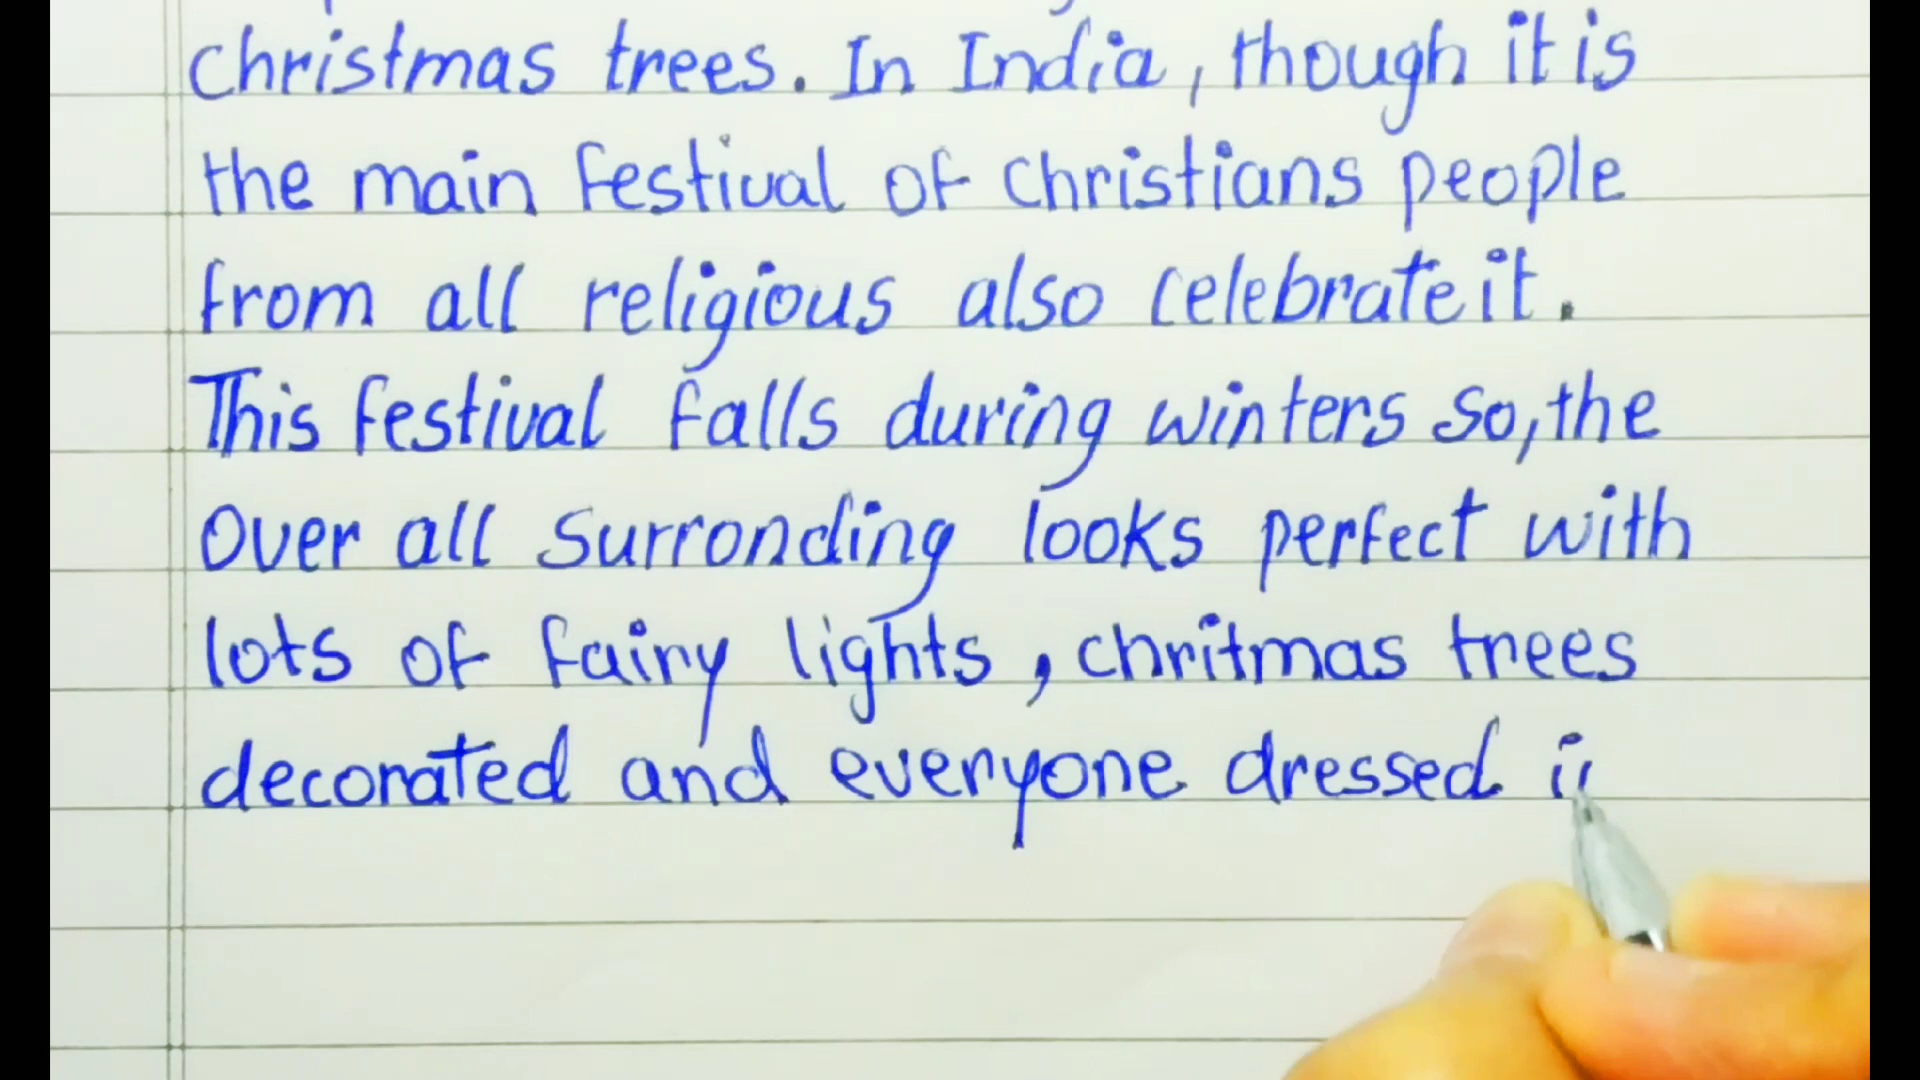 christmas trees. In India, though it is
the main festival of christians people
from all religious also celebrate it.
This festival falls during winters so, the
over all surronding looks perfect with
lots of fairy lights, chritmas trees
decorated and everyone dressed